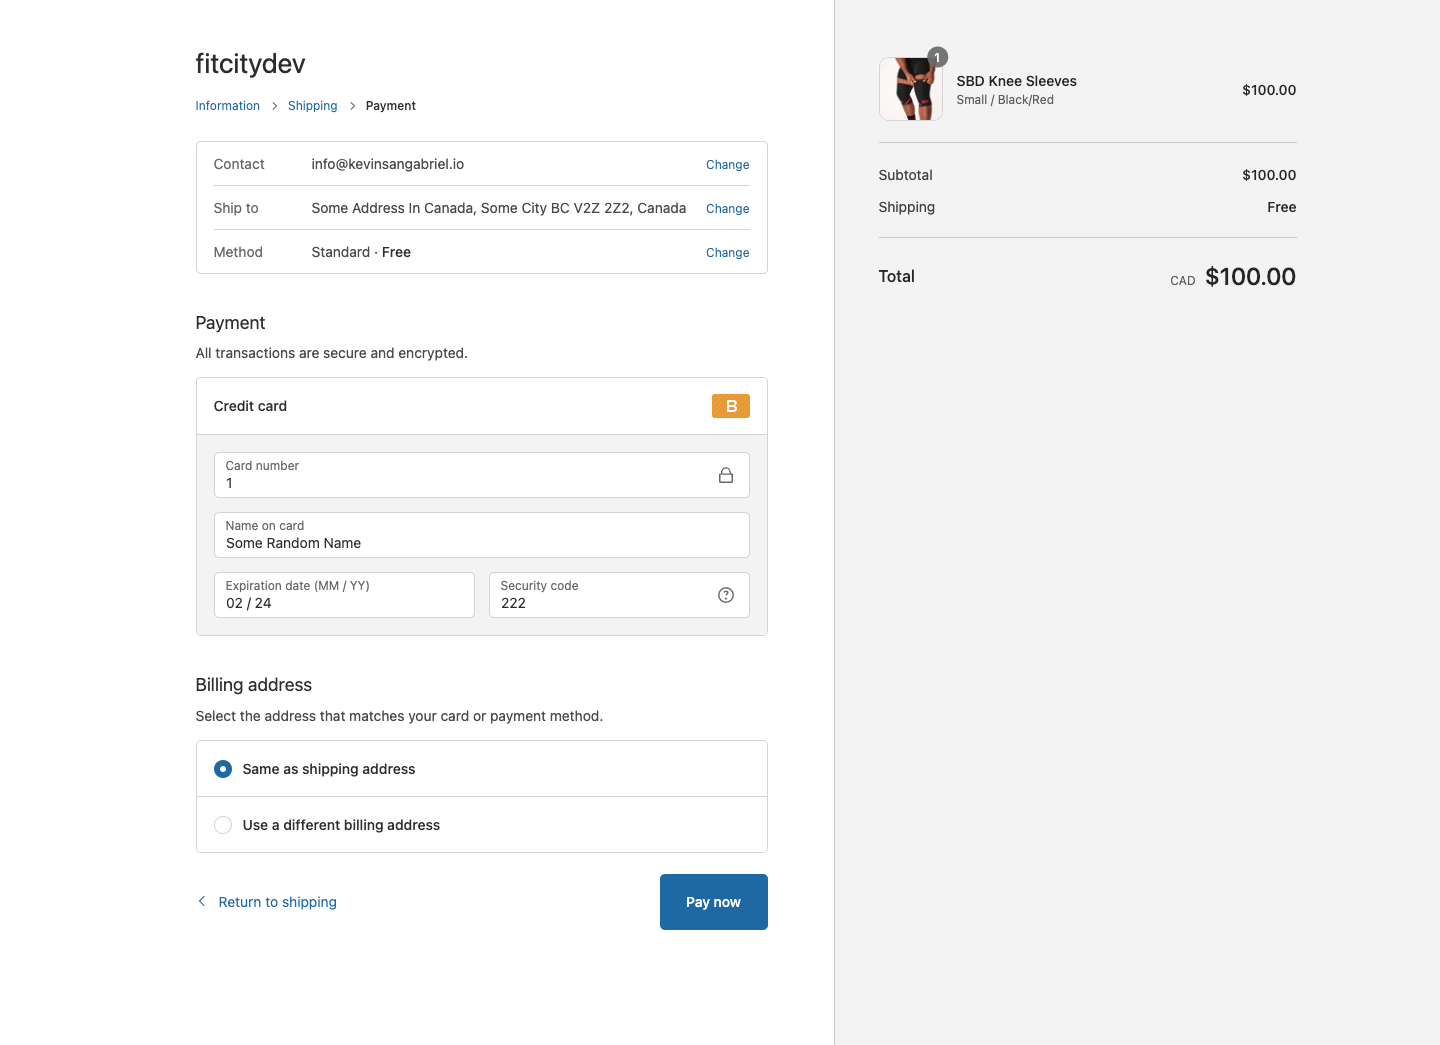 fitcitydev
Information > Shipping > Payment
Contact info@kevinsangabriel.io Change
Ship to Some Address In Canada, Some City BC V2Z 2Z2, Canada Change
Method Standard · Free Change
Payment
All transactions are secure and encrypted.
Credit card B
Card number
1
Name on card
Some Random Name
Expiration date (MM / YY)
02 / 24
Security code
222
Billing address
Select the address that matches your card or payment method.
Same as shipping address
Use a different billing address
Return to shipping
Pay now
1
SBD Knee Sleeves
Small / Black/Red
$100.00
Subtotal $100.00
Shipping Free
Total CAD $100.00